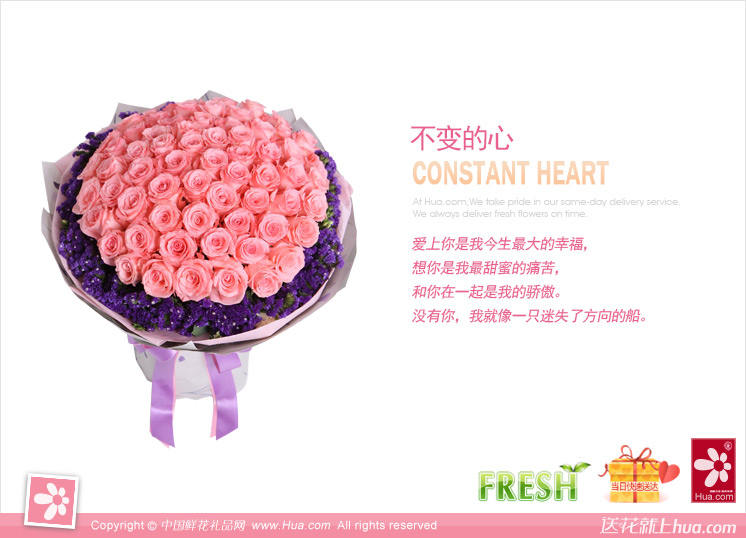 不变的心
CONSTANT HEART
At Hua.com,We take pride in our same-day delivery service.
We always deliver fresh flowers on time.
爱上你是我今生最大的幸福，
想你是我最甜蜜的痛苦，
和你在一起是我的骄傲。
没有你，我就像一只迷失了方向的船。
FRESH
当日快速送达
Hua.com
Copyright © 中国鲜花礼品网 www.Hua.com All rights reserved
送花就上hua.com